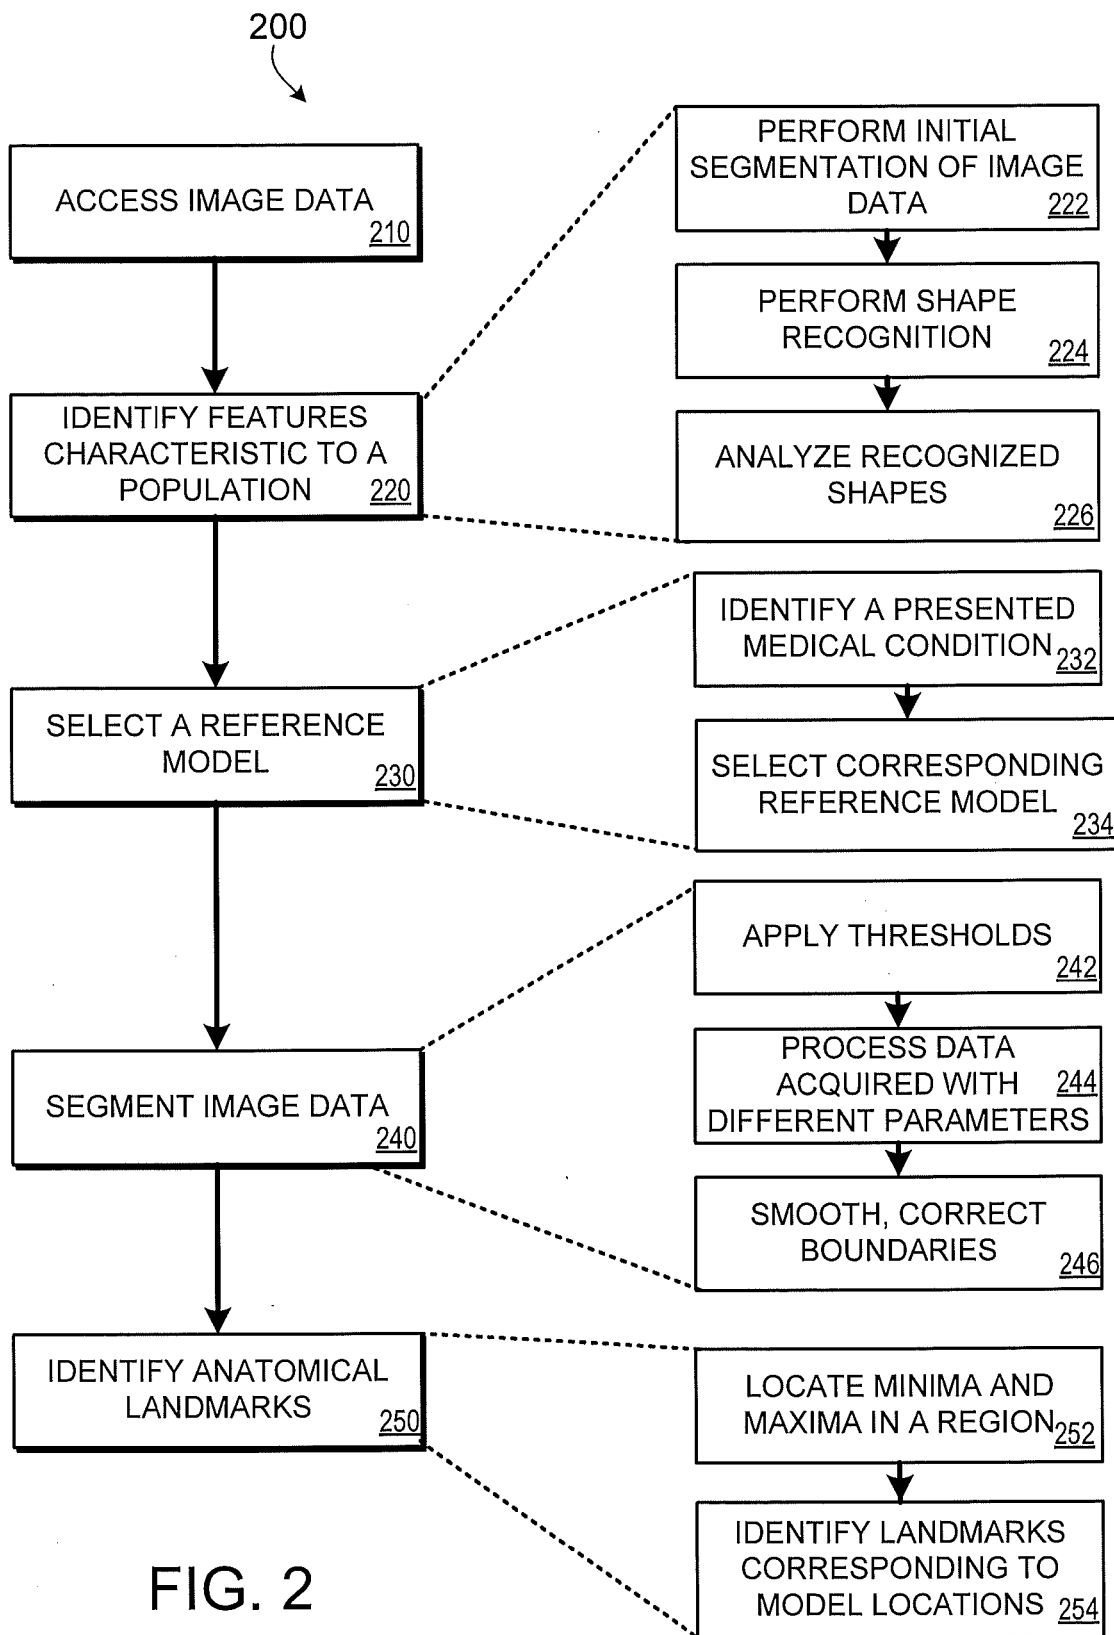 200
ACCESS IMAGE DATA
210
IDENTIFY FEATURES
CHARACTERISTIC TO A
POPULATION 220
SELECT A REFERENCE
MODEL 230
SEGMENT IMAGE DATA
240
IDENTIFY ANATOMICAL
LANDMARKS 250
PERFORM INITIAL
SEGMENTATION OF IMAGE
DATA 222
PERFORM SHAPE
RECOGNITION 224
ANALYZE RECOGNIZED
SHAPES
226
IDENTIFY A PRESENTED
MEDICAL CONDITION 232
SELECT CORRESPONDING
REFERENCE MODEL
234
APPLY THRESHOLDS
242
PROCESS DATA
ACQUIRED WITH 244
DIFFERENT PARAMETERS
SMOOTH, CORRECT
BOUNDARIES 246
LOCATE MINIMA AND
MAXIMA IN A REGION 252
IDENTIFY LANDMARKS
CORRESPONDING TO
MODEL LOCATIONS 254
FIG. 2